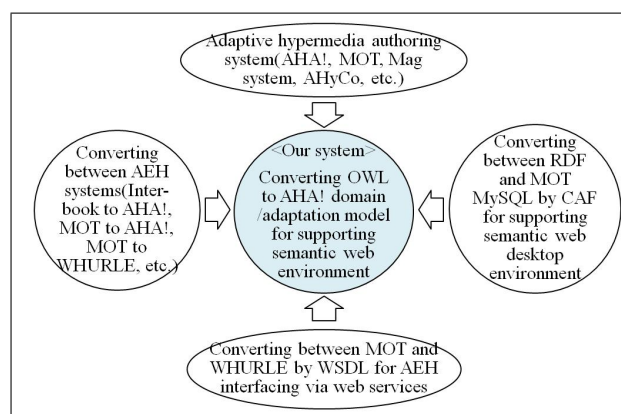 Adaptive hypermedia authoring
system(AHA!, MOT, Mag
system, AHyCo, etc.)
Converting
between AEH
systems(Inter-
book to AHA!,
MOT to AHA!,
MOT to
WHURLE, etc.)
<Our system>
Converting OWL
to AHA! domain
/adaptation model
for supporting
semantic web
environment
Converting
between RDF
and MOT
MySQL by CAF
for supporting
semantic web
desktop
environment
Converting between MOT and
WHURLE by WSDL for AEH
interfacing via web services